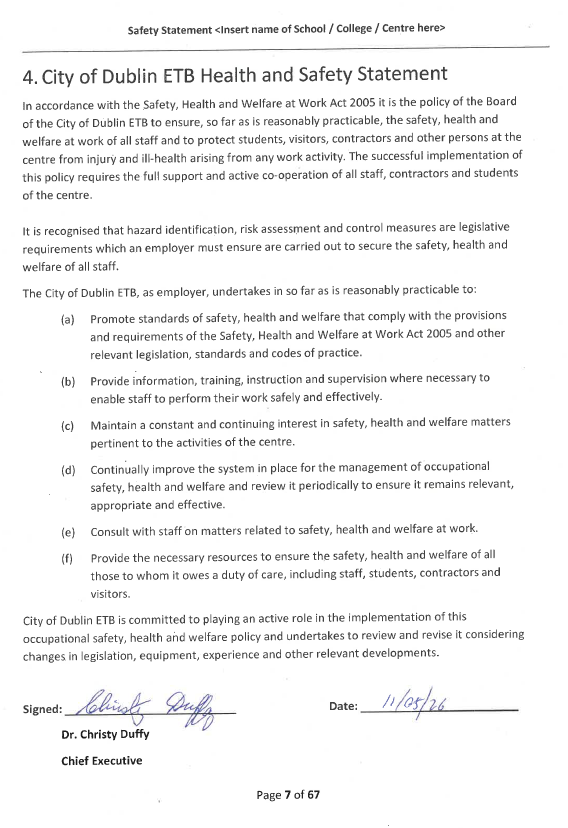 Safety Statement <Insert name of School / College / Centre here>
4. City of Dublin ETB Health and Safety Statement
In accordance with the Safety, Health and Welfare at Work Act 2005 it is the policy of the Board
of the City of Dublin ETB to ensure, so far as is reasonably practicable, the safety, health and
welfare at work of all staff and to protect students, visitors, contractors and other persons at the
centre from injury and ill-health arising from any work activity. The successful implementation of
this policy requires the full support and active co-operation of all staff, contractors and students
of the centre.
It is recognised that hazard identification, risk assessment and control measures are legislative
requirements which an employer must ensure are carried out to secure the safety, health and
welfare of all staff.
The City of Dublin ETB, as employer, undertakes in so far as is reasonably practicable to:
(a) Promote standards of safety, health and welfare that comply with the provisions
and requirements of the Safety, Health and Welfare at Work Act 2005 and other
relevant legislation, standards and codes of practice.
(b) Provide information, training, instruction and supervision where necessary to
enable staff to perform their work safely and effectively.
(c) Maintain a constant and continuing interest in safety, health and welfare matters
pertinent to the activities of the centre.
(d) Continually improve the system in place for the management of occupational
safety, health and welfare and review it periodically to ensure it remains relevant,
appropriate and effective.
(e) Consult with staff on matters related to safety, health and welfare at work.
(f) Provide the necessary resources to ensure the safety, health and welfare of all
those to whom it owes a duty of care, including staff, students, contractors and
visitors.
City of Dublin ETB is committed to playing an active role in the implementation of this
occupational safety, health and welfare policy and undertakes to review and revise it considering
changes in legislation, equipment, experience and other relevant developments.
Signed: Christy Duffy Date: 11/05/26
Dr. Christy Duffy
Chief Executive
Page 7 of 67